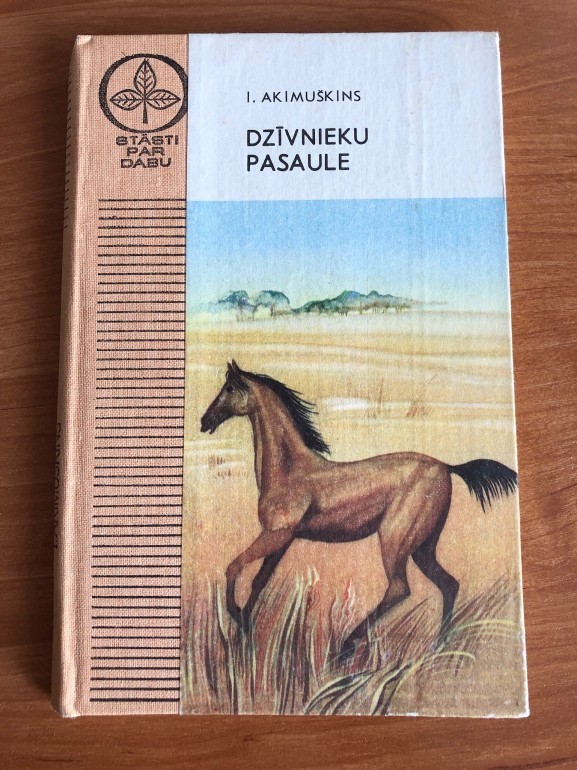 I. AKIMUŠKINS
DZĪVNIEKU
PASAULE
STĀSTI
PAR
DABU